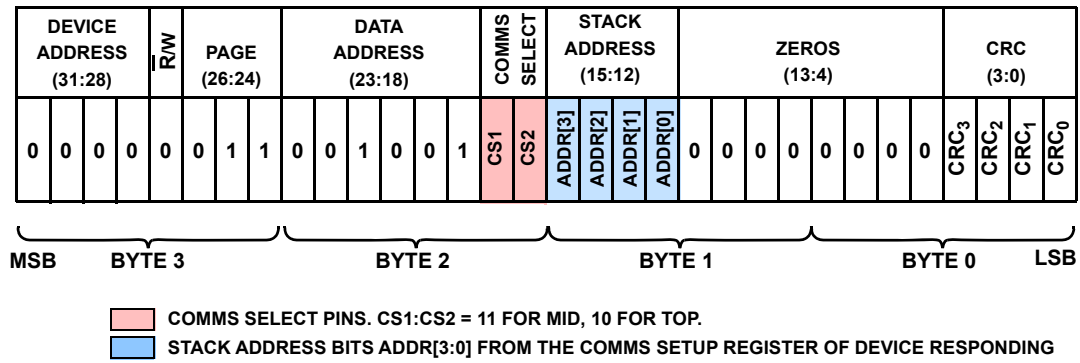 DEVICE
ADDRESS
(31:28)
R/W
PAGE
(26:24)
DATA
ADDRESS
(23:18)
COMMS
SELECT
STACK
ADDRESS
(15:12)
ZEROS
(13:4)
CRC
(3:0)
0 0 0 0 0 0 1 1 0 0 1 0 0 1 CS1 CS2 ADDR[3] ADDR[2] ADDR[1] ADDR[0] 0 0 0 0 0 0 0 0 CRC3 CRC2 CRC1 CRC0
MSB BYTE 3 BYTE 2 BYTE 1 BYTE 0 LSB
COMMS SELECT PINS. CS1:CS2 = 11 FOR MID, 10 FOR TOP.
STACK ADDRESS BITS ADDR[3:0] FROM THE COMMS SETUP REGISTER OF DEVICE RESPONDING